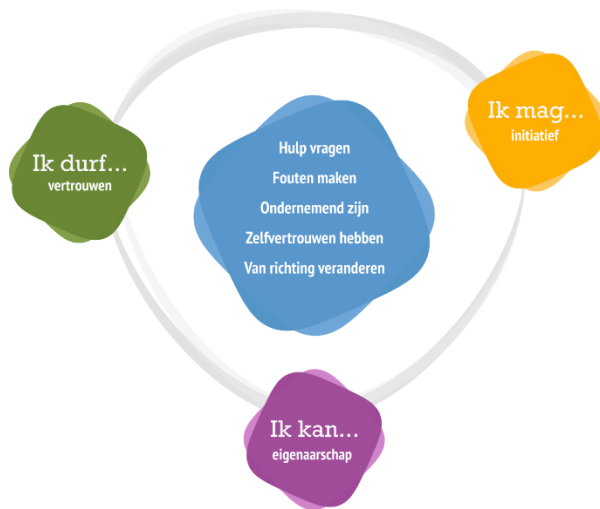 Ik durf...
vertrouwen
Hulp vragen
Fouten maken
Ondernemend zijn
Zelfvertrouwen hebben
Van richting veranderen
Ik mag...
initiatief
Ik kan...
eigenaarschap